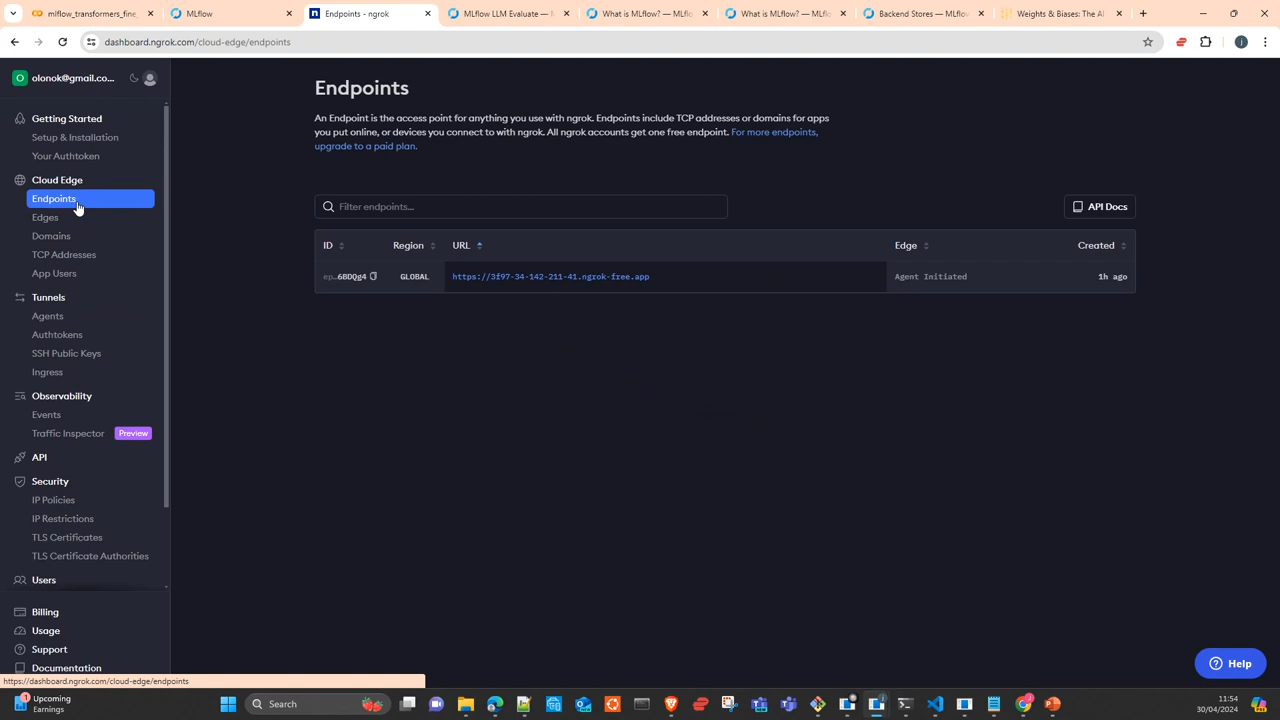 mlflow_transformers_fine_
MLflow
Endpoints - ngrok
MLflow LLM Evaluate — M
What is MLflow? — MLflo
What is MLflow? — MLflo
Backend Stores — MLflow
Weights & Biases: The AI
dashboard.ngrok.com/cloud-edge/endpoints
O
olonok@gmail.co...
Getting Started
Setup & Installation
Your Authtoken
Cloud Edge
Endpoints
Edges
Domains
TCP Addresses
App Users
Tunnels
Agents
Authtokens
SSH Public Keys
Ingress
Observability
Events
Traffic Inspector
Preview
API
Security
IP Policies
IP Restrictions
TLS Certificates
TLS Certificate Authorities
Users
Billing
Usage
Support
Documentation
Endpoints
An Endpoint is the access point for anything you use with ngrok. Endpoints include TCP addresses or domains for apps
you put online, or devices you connect to with ngrok. All ngrok accounts get one free endpoint. For more endpoints,
upgrade to a paid plan.
Filter endpoints...
API Docs
ID Region URL Edge Created
ep…6BDQg4 GLOBAL https://3f97-34-142-211-41.ngrok-free.app Agent Initiated 1h ago
Help
https://dashboard.ngrok.com/cloud-edge/endpoints
Upcoming
Earnings
Search
11:54
30/04/2024